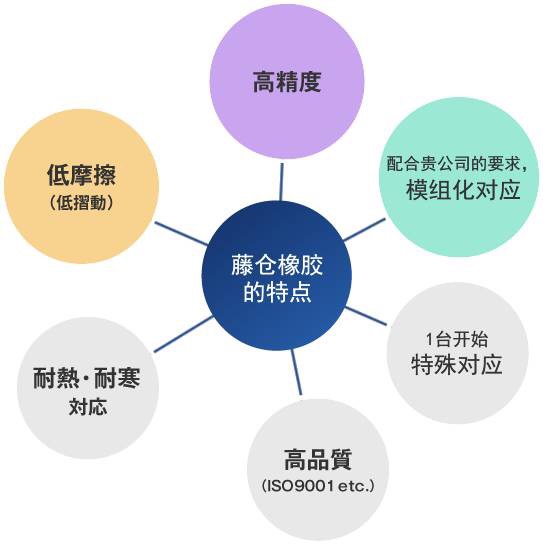 高精度
配合贵公司的要求，
模组化对应
低摩擦
（低摺動）
藤仓橡胶
的特点
1台开始
特殊对应
耐熱・耐寒
対応
高品質
（ISO9001 etc.）